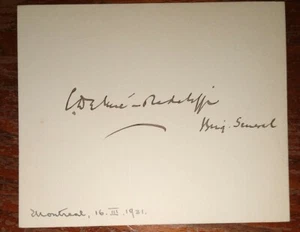 C. Delmé-Radcliffe
Brig. General
Montreal, 16.III.1921.